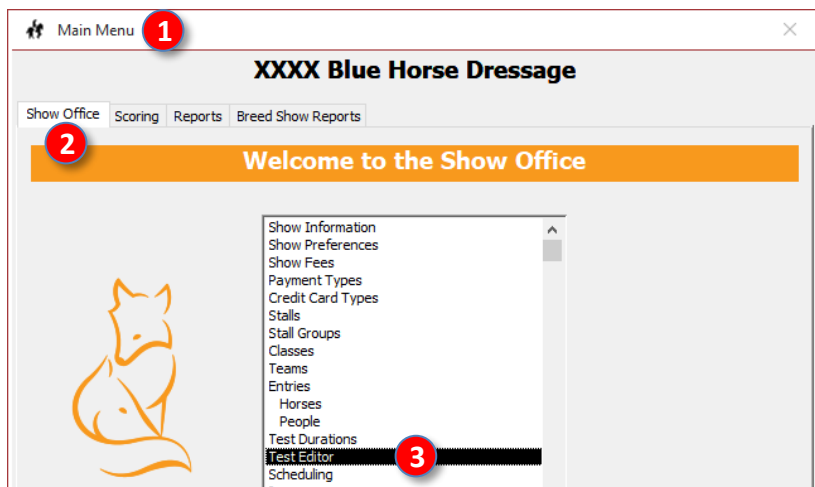 Main Menu 1
XXXX Blue Horse Dressage
Show Office Scoring Reports Breed Show Reports
2
Welcome to the Show Office
Show Information
Show Preferences
Show Fees
Payment Types
Credit Card Types
Stalls
Stall Groups
Classes
Teams
Entries
Horses
People
Test Durations
Test Editor 3
Scheduling